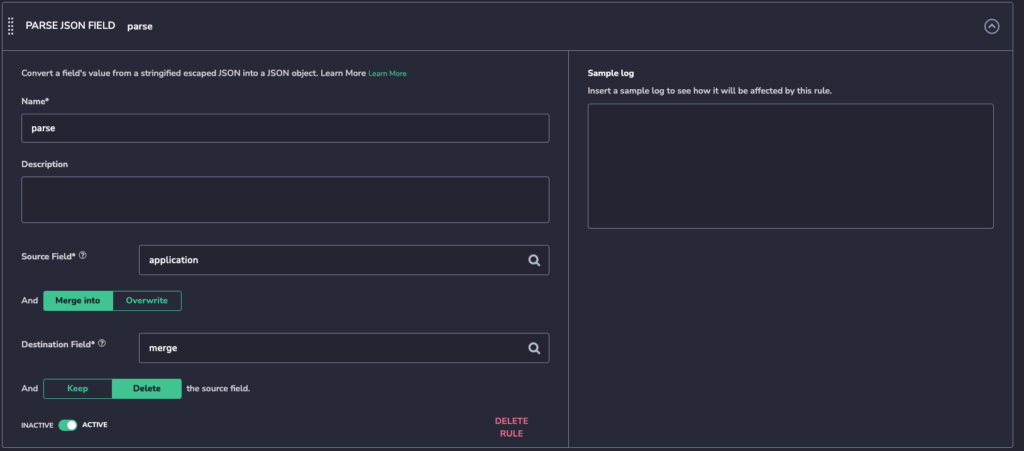 PARSE JSON FIELD parse
Convert a field's value from a stringified escaped JSON into a JSON object. Learn More Learn More
Name*
parse
Description
Source Field* ?
application
And Merge into Overwrite
Destination Field* ?
merge
And Keep Delete the source field.
INACTIVE ACTIVE
DELETE
RULE
Sample log
Insert a sample log to see how it will be affected by this rule.